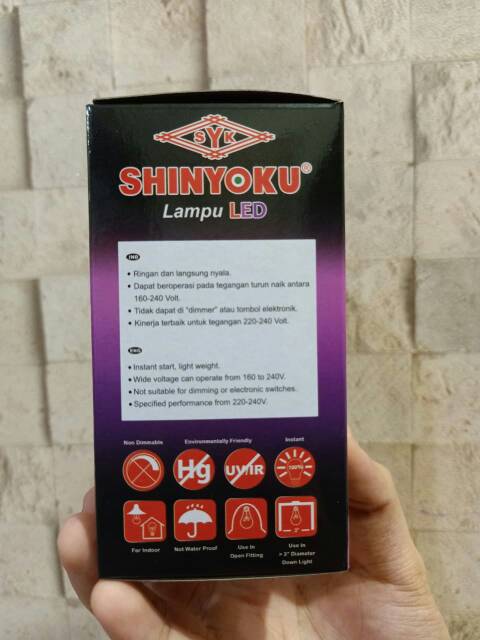 SYK
SHINYOKU®
Lampu LED
IND
• Ringan dan langsung nyala.
• Dapat beroperasi pada tegangan turun naik antara
160-240 Volt.
• Tidak dapat di "dimmer" atau tombol elektronik.
• Kinerja terbaik untuk tegangan 220-240 Volt.
ENG
• Instant start, light weight.
• Wide voltage can operate from 160 to 240V.
• Not suitable for dimming or electronic switches.
• Specified performance from 220-240V.
Non Dimmable Environmentally Friendly Instant
Hg UV/IR 100%
3"
For Indoor Not Water Proof Use In Open Fitting Use In > 3" Diameter Down Light